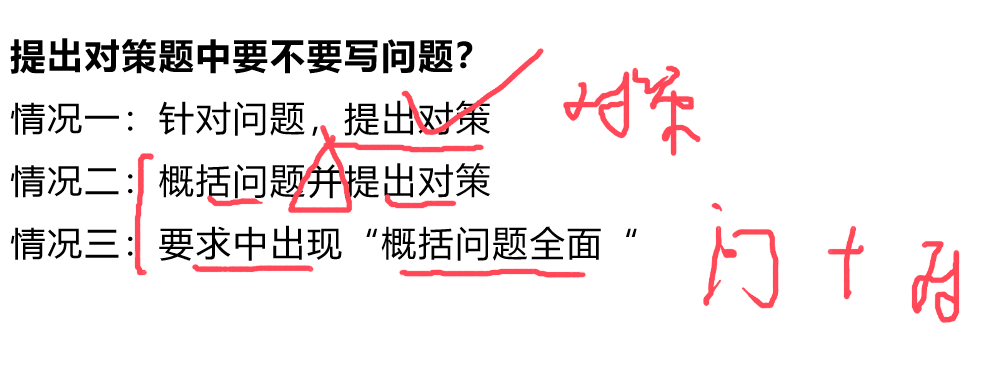 提出对策题中要不要写问题？
情况一：针对问题，提出对策
对策
情况二：概括问题并提出对策
情况三：要求中出现“概括问题全面“
问+对